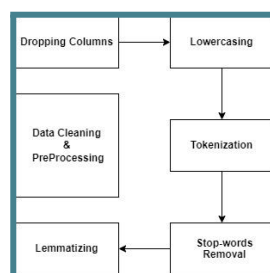 Dropping Columns
Lowercasing
Data Cleaning
&
PreProcessing
Tokenization
Lemmatizing
Stop-words
Removal